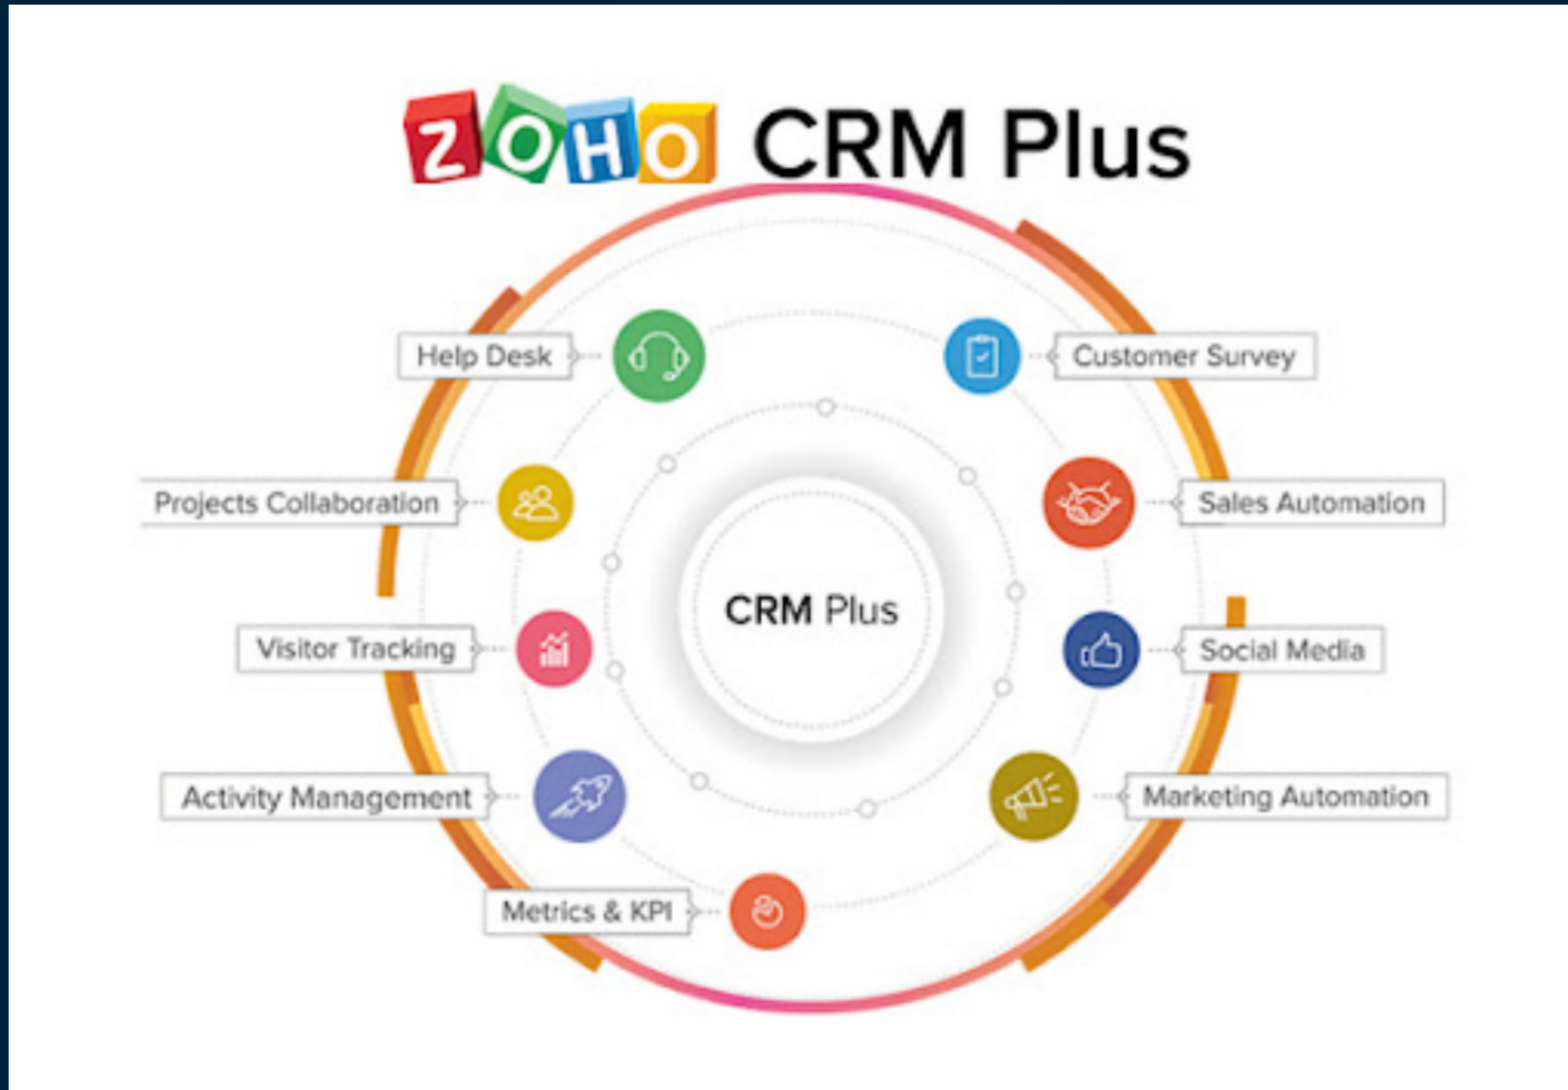 ZOHO CRM Plus
Help Desk
Customer Survey
Projects Collaboration
Sales Automation
CRM Plus
Visitor Tracking
Social Media
Activity Management
Marketing Automation
Metrics & KPI